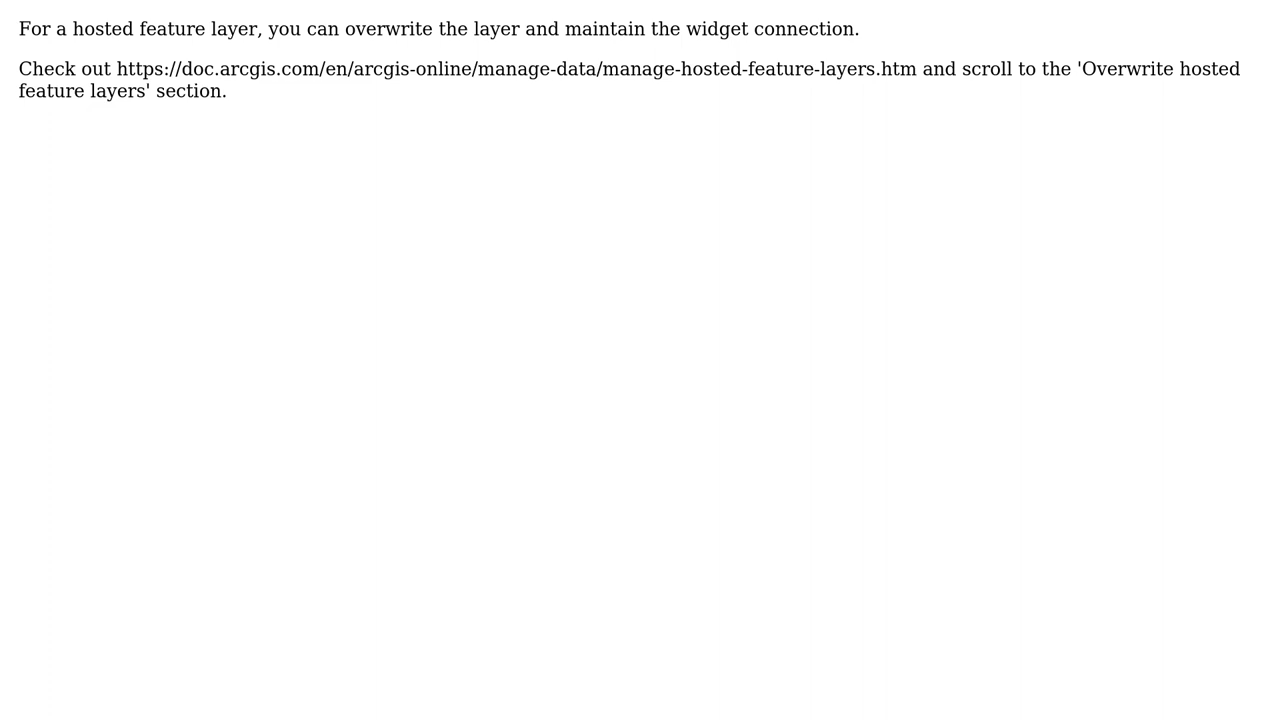 For a hosted feature layer, you can overwrite the layer and maintain the widget connection.
Check out https://doc.arcgis.com/en/arcgis-online/manage-data/manage-hosted-feature-layers.htm and scroll to the 'Overwrite hosted
feature layers' section.